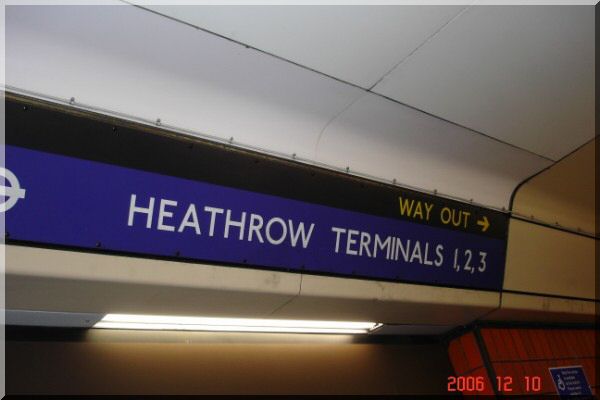 WAY OUT →
HEATHROW TERMINALS 1,2,3
2006 12 10